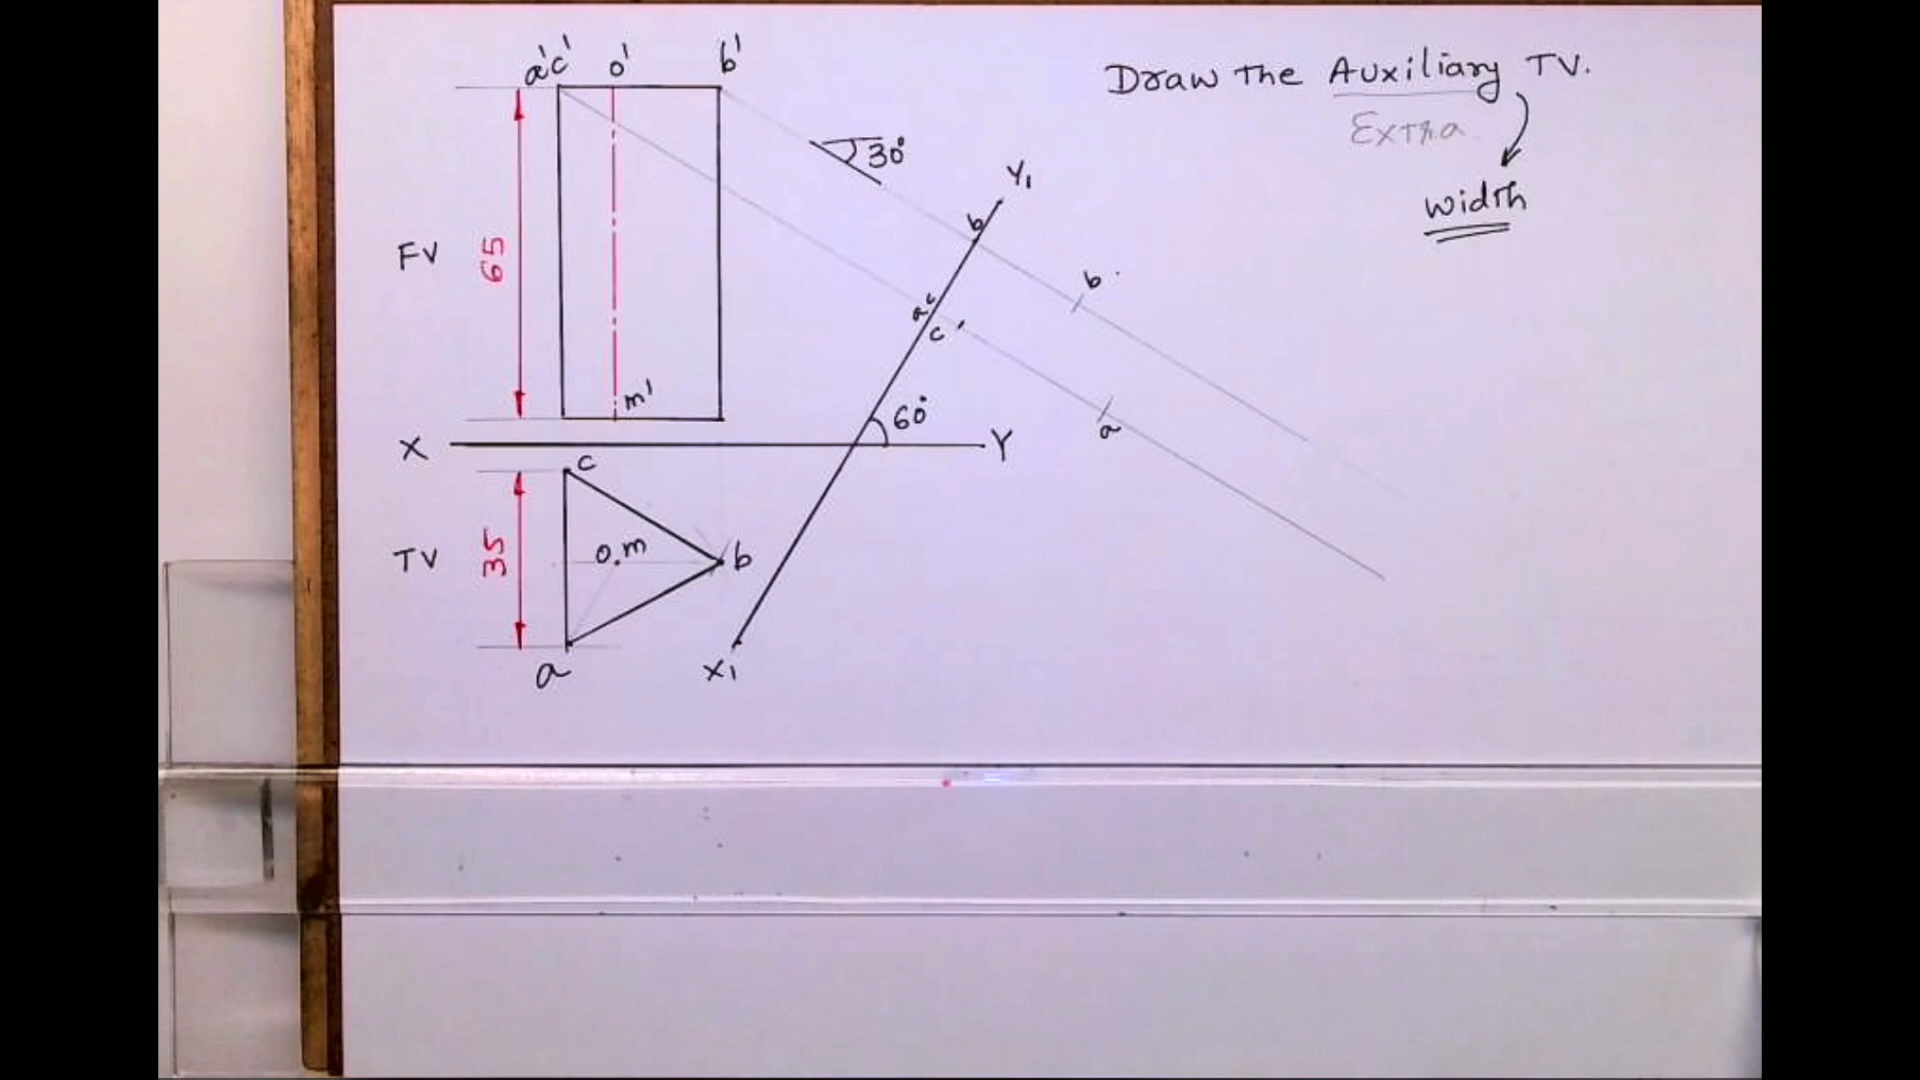 a'c' o' b'
Draw the Auxiliary TV.
Extra
30°
Y1
width
b
FV
65
b
a c
c
m'
60°
a
X
Y
c
TV
35
o.m
b
a
X1